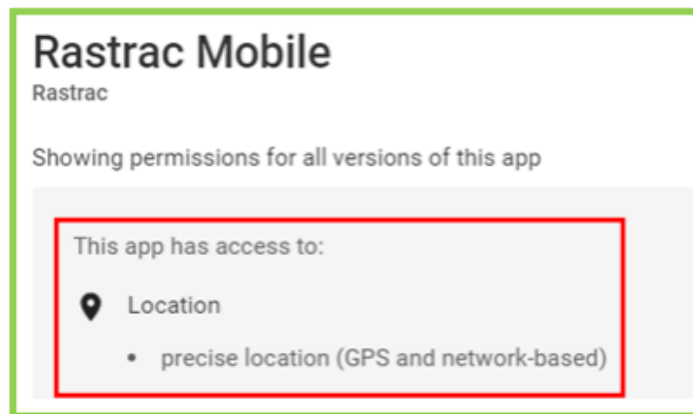 Rastrac Mobile
Rastrac
Showing permissions for all versions of this app
This app has access to:
Location
• precise location (GPS and network-based)